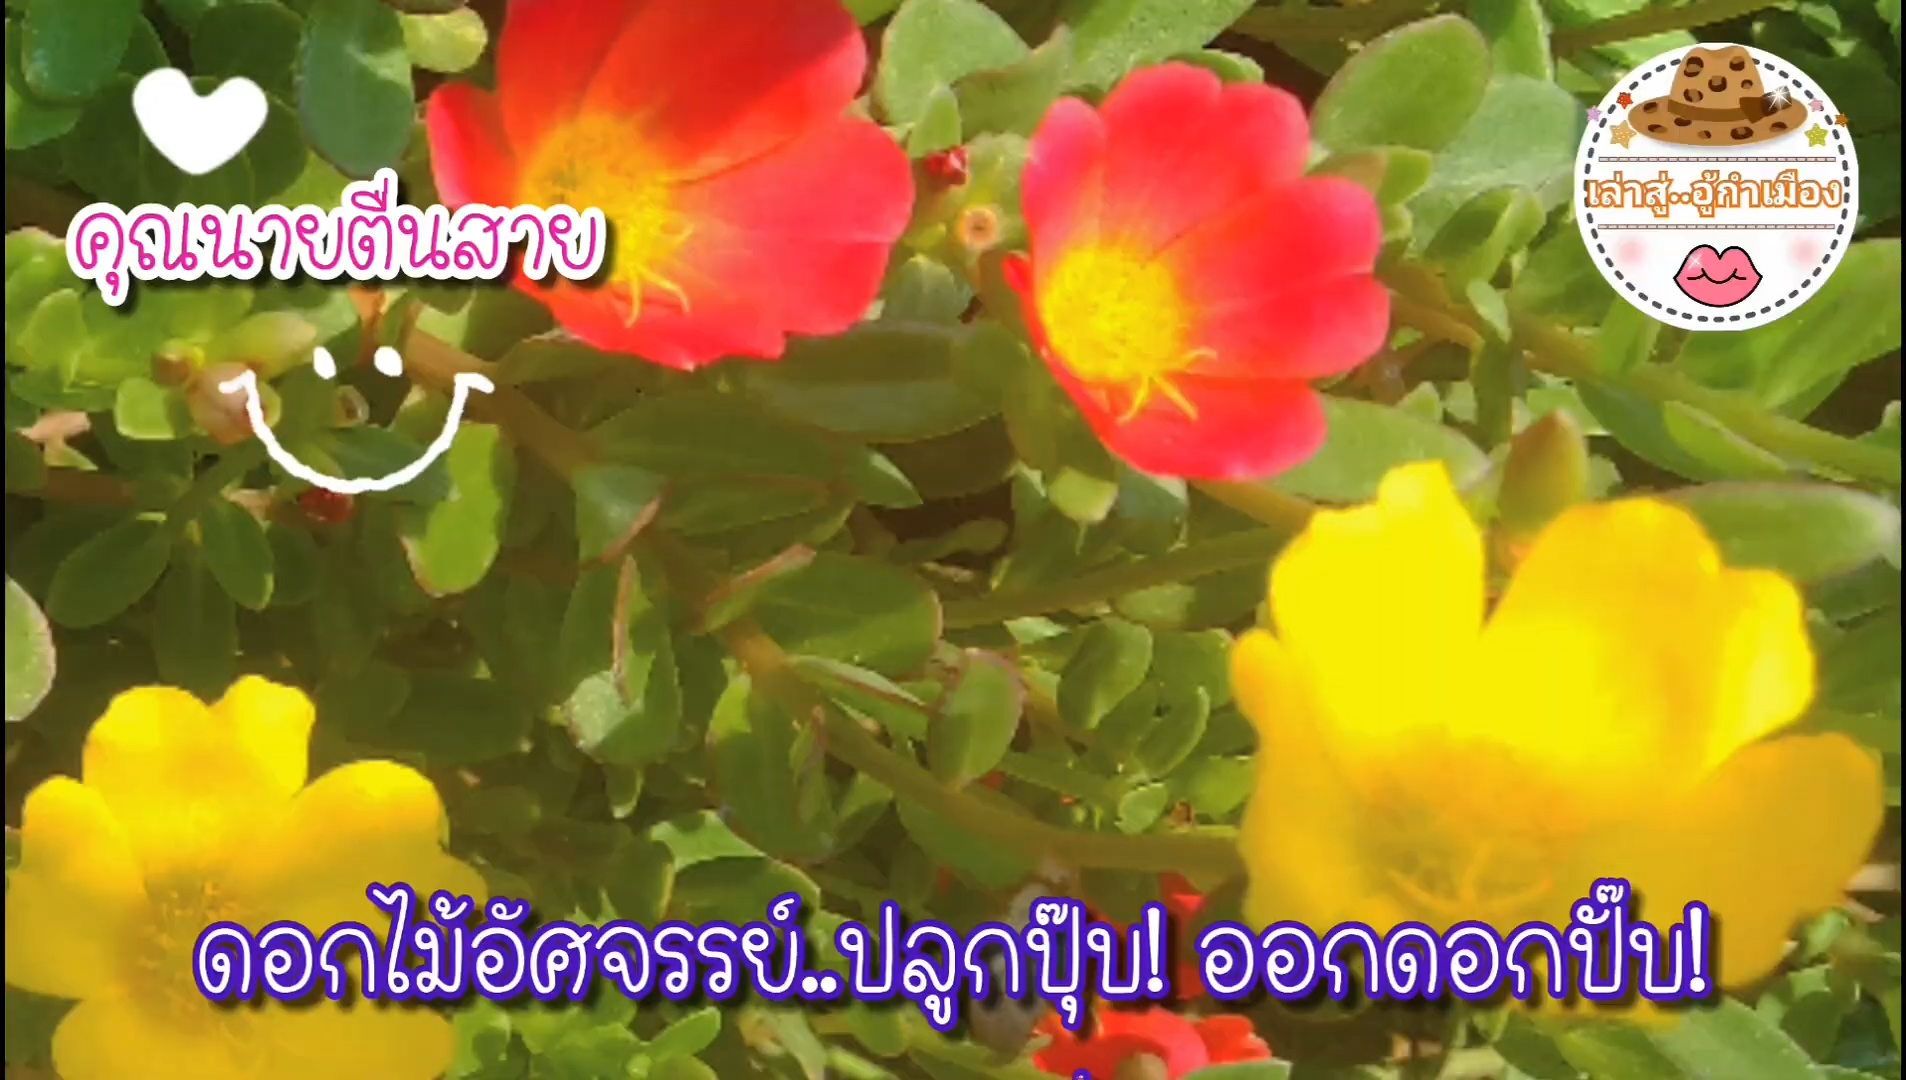 คุณนายตื่นสาย
เล่าสู่..อู้กำเมือง
ดอกไม้อัศจรรย์..ปลูกปุ๊บ! ออกดอกปั๊บ!